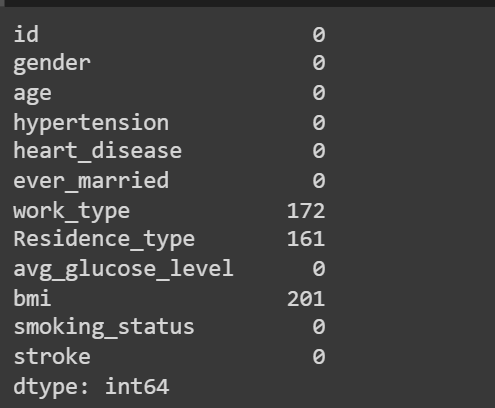 id 0
gender 0
age 0
hypertension 0
heart_disease 0
ever_married 0
work_type 172
Residence_type 161
avg_glucose_level 0
bmi 201
smoking_status 0
stroke 0
dtype: int64